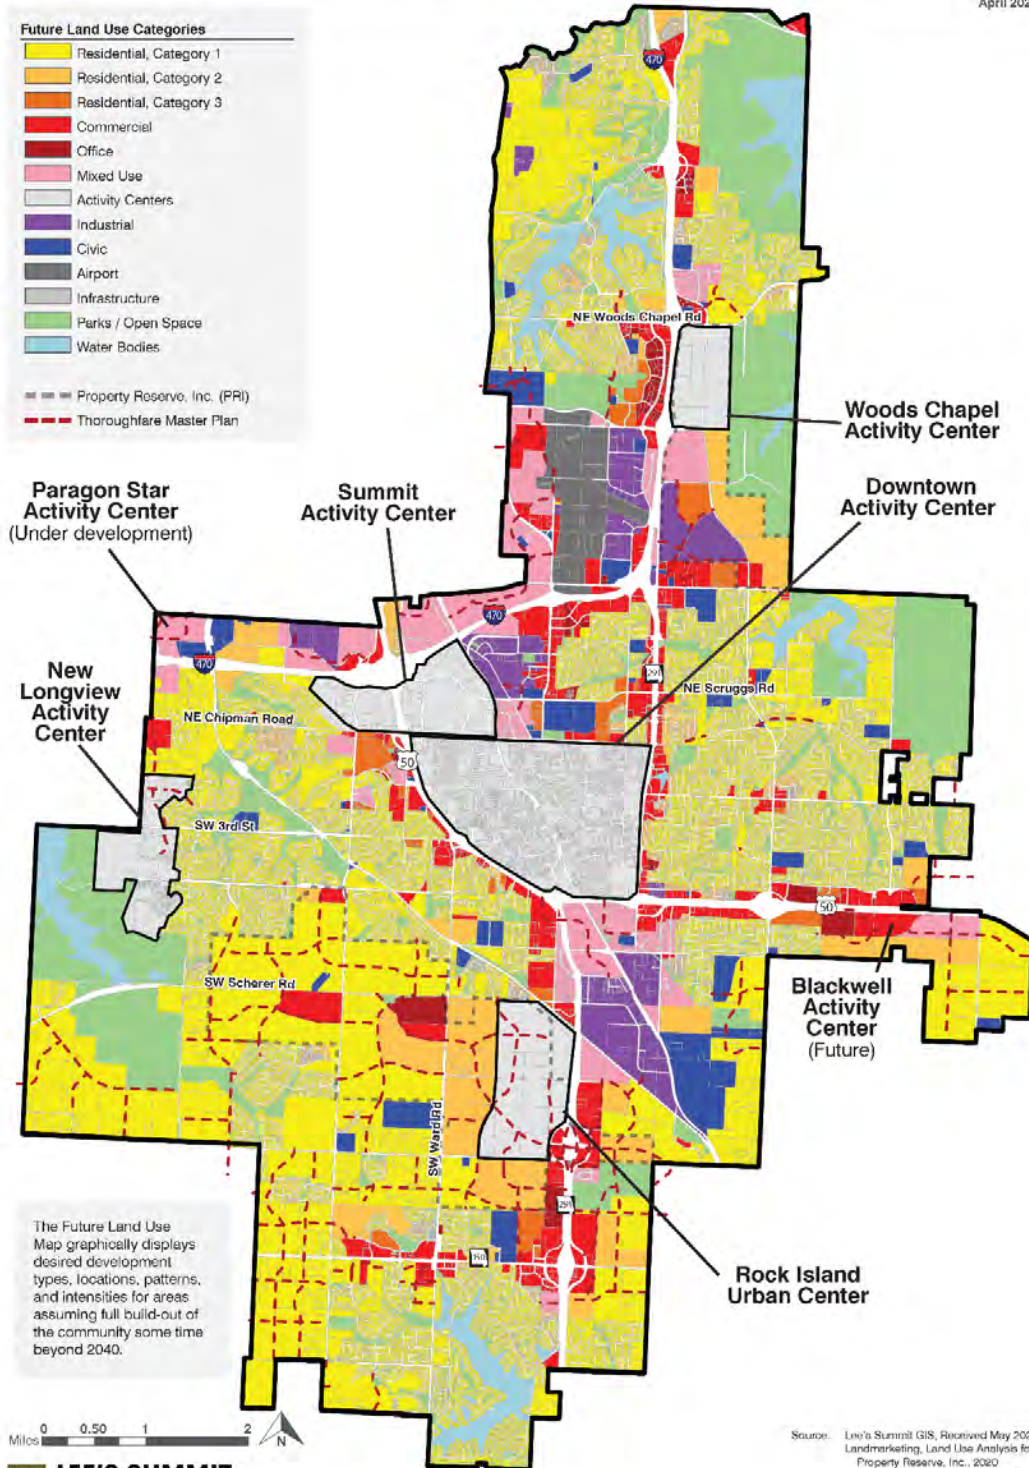 April 202
Future Land Use Categories
Residential, Category 1
Residential, Category 2
Residential, Category 3
Commercial
Office
Mixed Use
Activity Centers
Industrial
Civic
Airport
Infrastructure
Parks / Open Space
Water Bodies
Property Reserve, Inc. (PRI)
Thoroughfare Master Plan
470
NE Woods Chapel Rd
Woods Chapel
Activity Center
Paragon Star
Activity Center
(Under development)
Summit
Activity Center
Downtown
Activity Center
470
470
New
Longview
Activity
Center
291
NE Scruggs Rd
NE Chipman Road
50
SW 3rd St
50
SW Scherer Rd
Blackwell
Activity
Center
(Future)
SW Ward Rd
291
150
Rock Island
Urban Center
The Future Land Use
Map graphically displays
desired development
types, locations, patterns,
and intensities for areas
assuming full build-out of
the community some time
beyond 2040.
Miles 0 0.50 1 2
N
Source: Lee's Summit GIS, Received May 202
Landmarketing, Land Use Analysis fo
Property Reserve, Inc., 2020
LEE'S SUMMIT